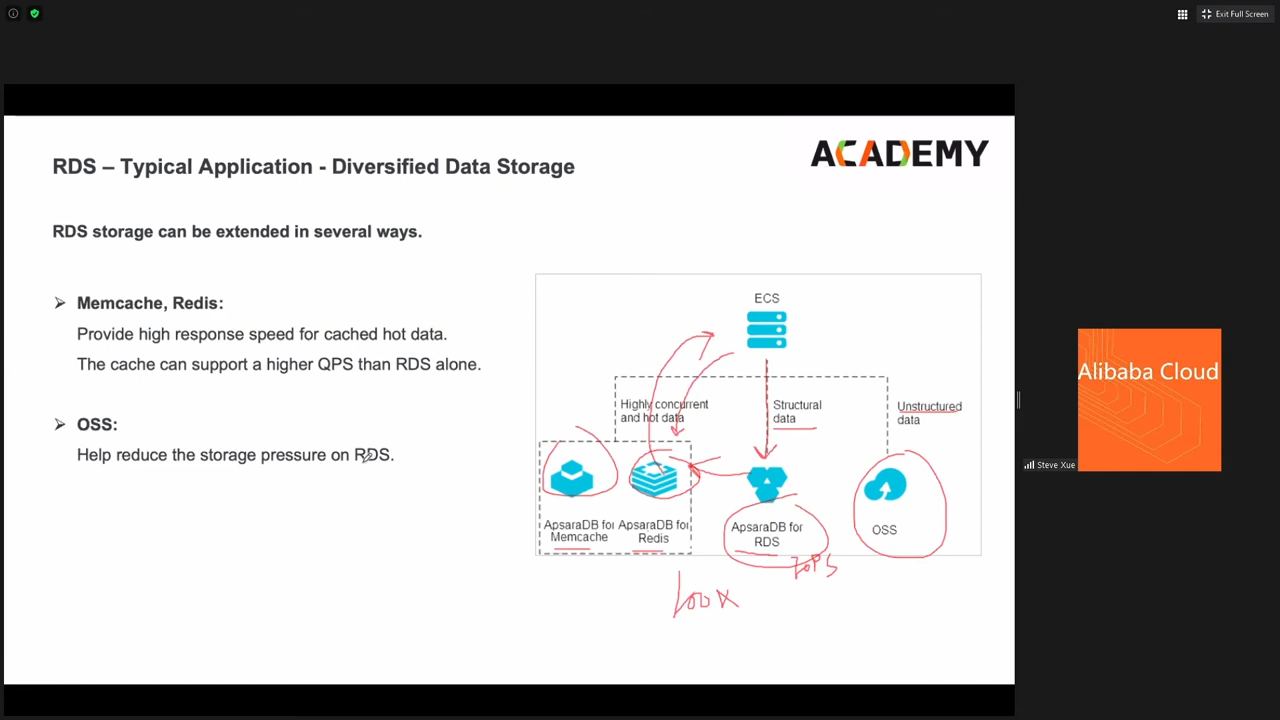 Exit Full Screen
ACADEMY
RDS – Typical Application - Diversified Data Storage
RDS storage can be extended in several ways.
Memcache, Redis:
Provide high response speed for cached hot data.
The cache can support a higher QPS than RDS alone.
OSS:
Help reduce the storage pressure on RDS.
ECS
Highly concurrent
and hot data
Structural
data
Unstructured
data
ApsaraDB for
Memcache
ApsaraDB for
Redis
ApsaraDB for
RDS
OSS
IOPS
100x
Alibaba Cloud
Steve Xue